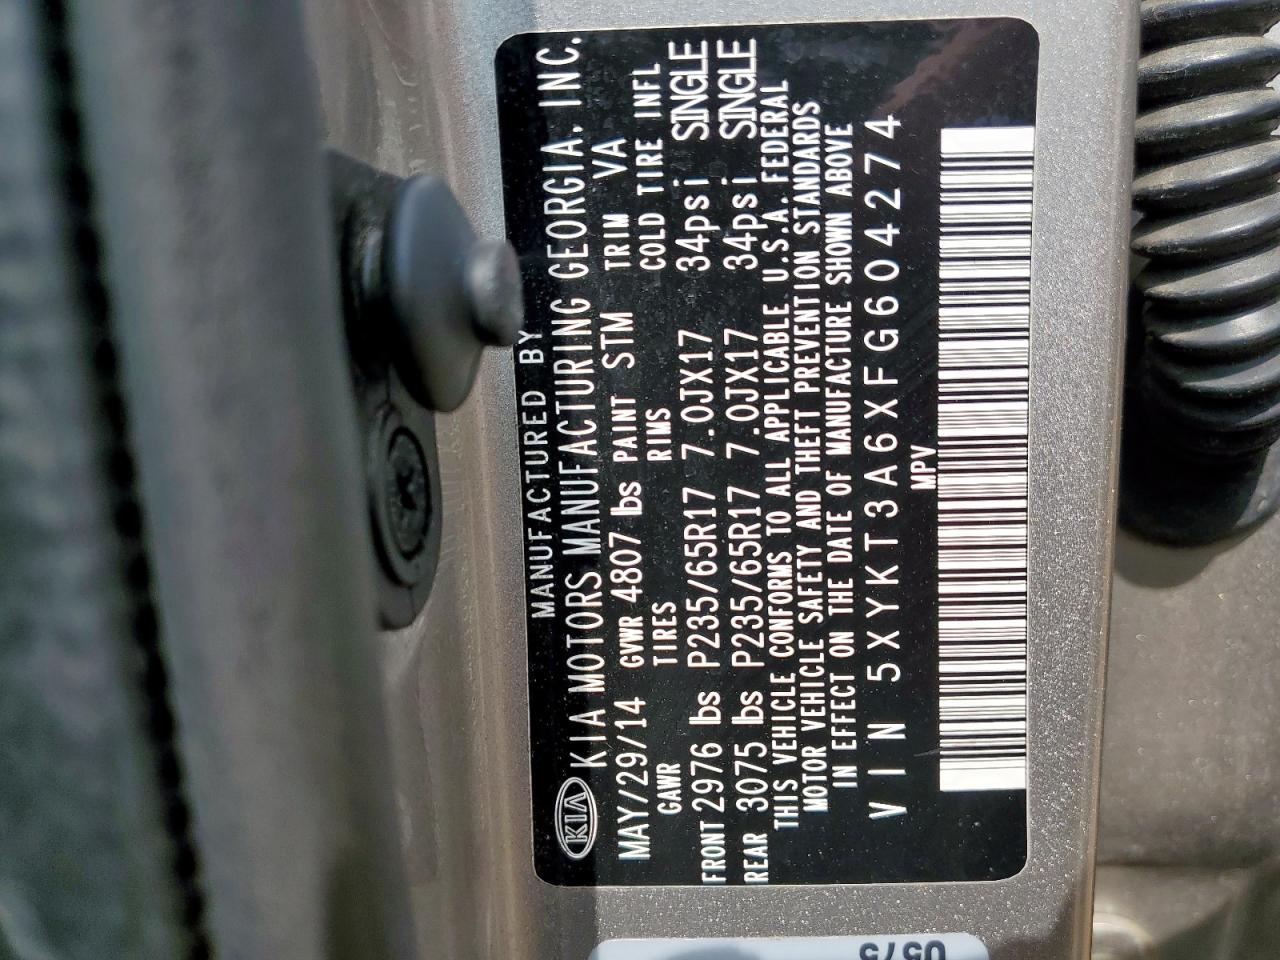 MANUFACTURED BY
KIA KIA MOTORS MANUFACTURING GEORGIA, INC.
MAY/29/14 GVWR 4807 lbs PAINT STM TRIM VA
GAWR TIRES RIMS COLD TIRE INFL
FRONT 2976 lbs P235/65R17 7.0JX17 34psi SINGLE
REAR 3075 lbs P235/65R17 7.0JX17 34psi SINGLE
THIS VEHICLE CONFORMS TO ALL APPLICABLE U.S.A. FEDERAL
MOTOR VEHICLE SAFETY AND THEFT PREVENTION STANDARDS
IN EFFECT ON THE DATE OF MANUFACTURE SHOWN ABOVE
VIN 5XYKT3A6XFG604274
MPV
0575